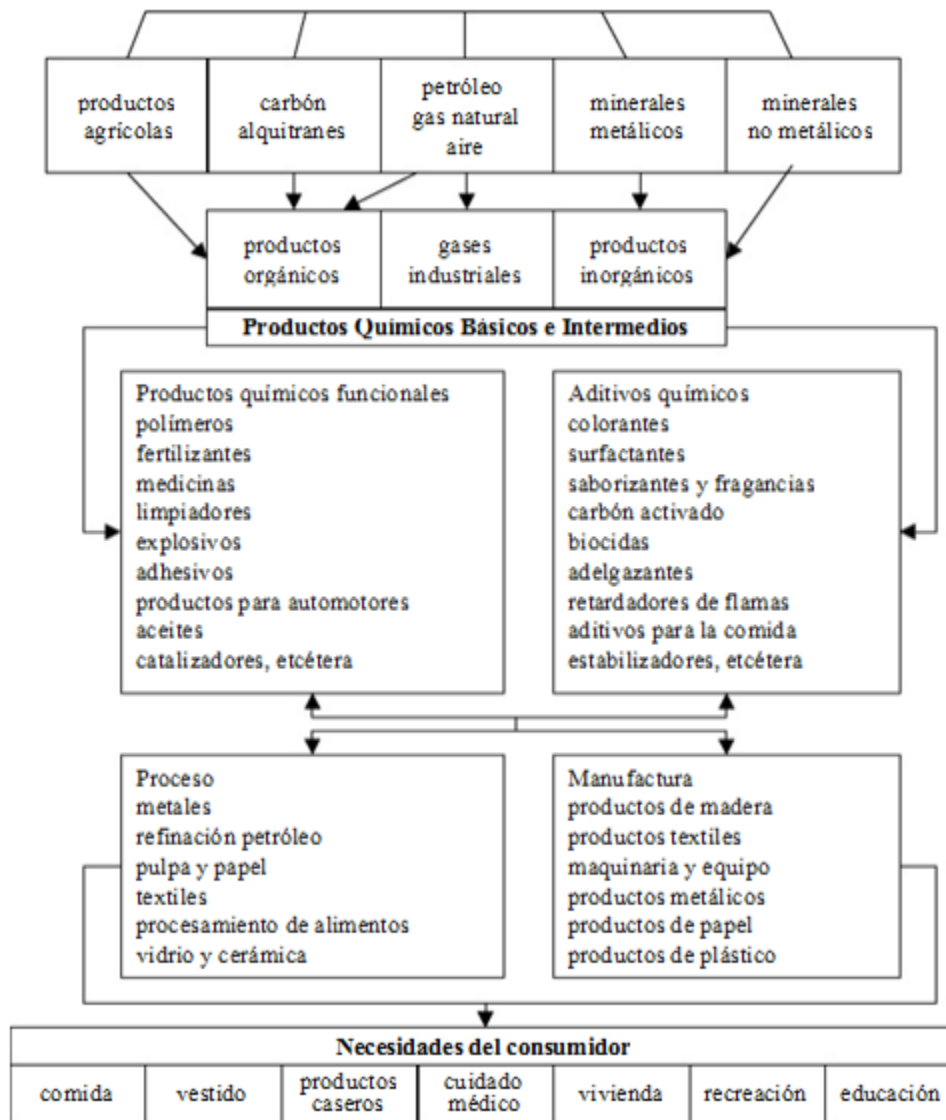 productos
agrícolas
carbón
alquitranes
petróleo
gas natural
aire
minerales
metálicos
minerales
no metálicos
productos
orgánicos
gases
industriales
productos
inorgánicos
Productos Químicos Básicos e Intermedios
Productos químicos funcionales
polímeros
fertilizantes
medicinas
limpiadores
explosivos
adhesivos
productos para automotores
aceites
catalizadores, etcétera
Aditivos químicos
colorantes
surfactantes
saborizantes y fragancias
carbón activado
biocidas
adelgazantes
retardadores de flamas
aditivos para la comida
estabilizadores, etcétera
Proceso
metales
refinación petróleo
pulpa y papel
textiles
procesamiento de alimentos
vidrio y cerámica
Manufactura
productos de madera
productos textiles
maquinaria y equipo
productos metálicos
productos de papel
productos de plástico
Necesidades del consumidor
comida
vestido
productos
caseros
cuidado
médico
vivienda
recreación
educación